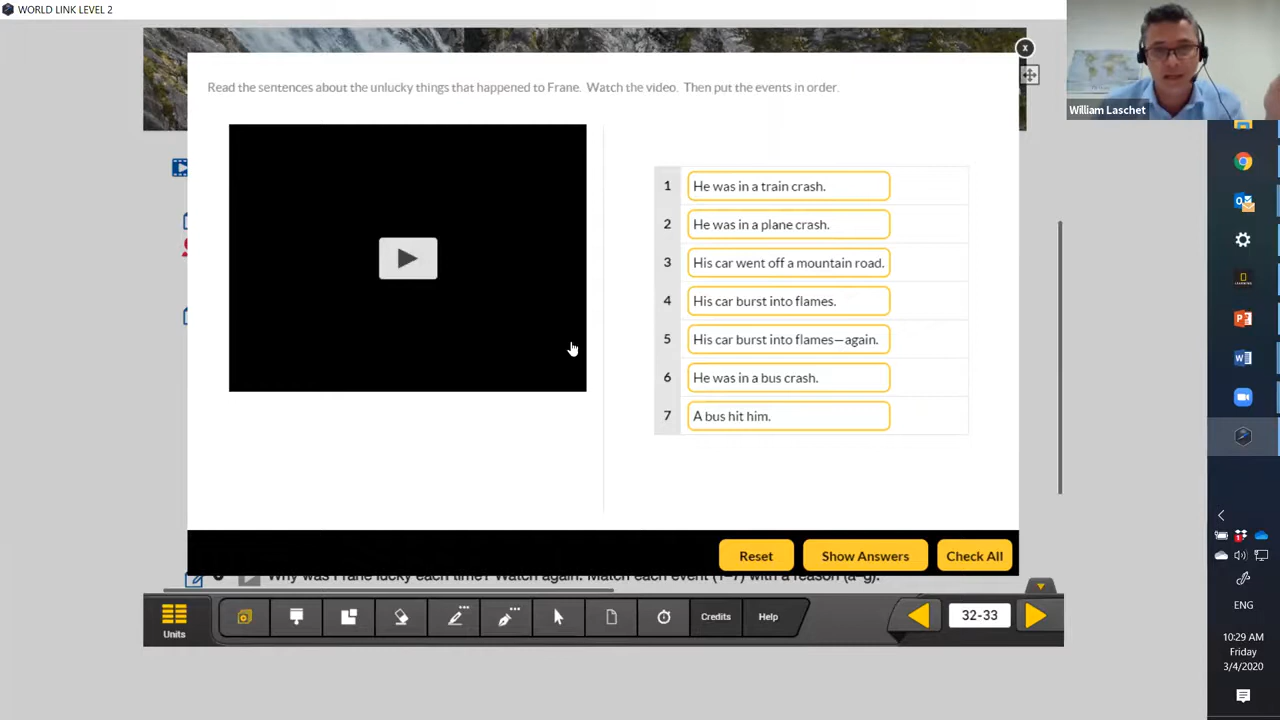 WORLD LINK LEVEL 2
William Laschet
x
Read the sentences about the unlucky things that happened to Frane. Watch the video. Then put the events in order.
1 He was in a train crash.
2 He was in a plane crash.
3 His car went off a mountain road.
4 His car burst into flames.
5 His car burst into flames—again.
6 He was in a bus crash.
7 A bus hit him.
Reset Show Answers Check All
Why was Frane lucky each time? Watch again. Match each event (1–7) with a reason (a–g).
Units
Credits Help 32-33
ENG
10:29 AM
Friday
3/4/2020